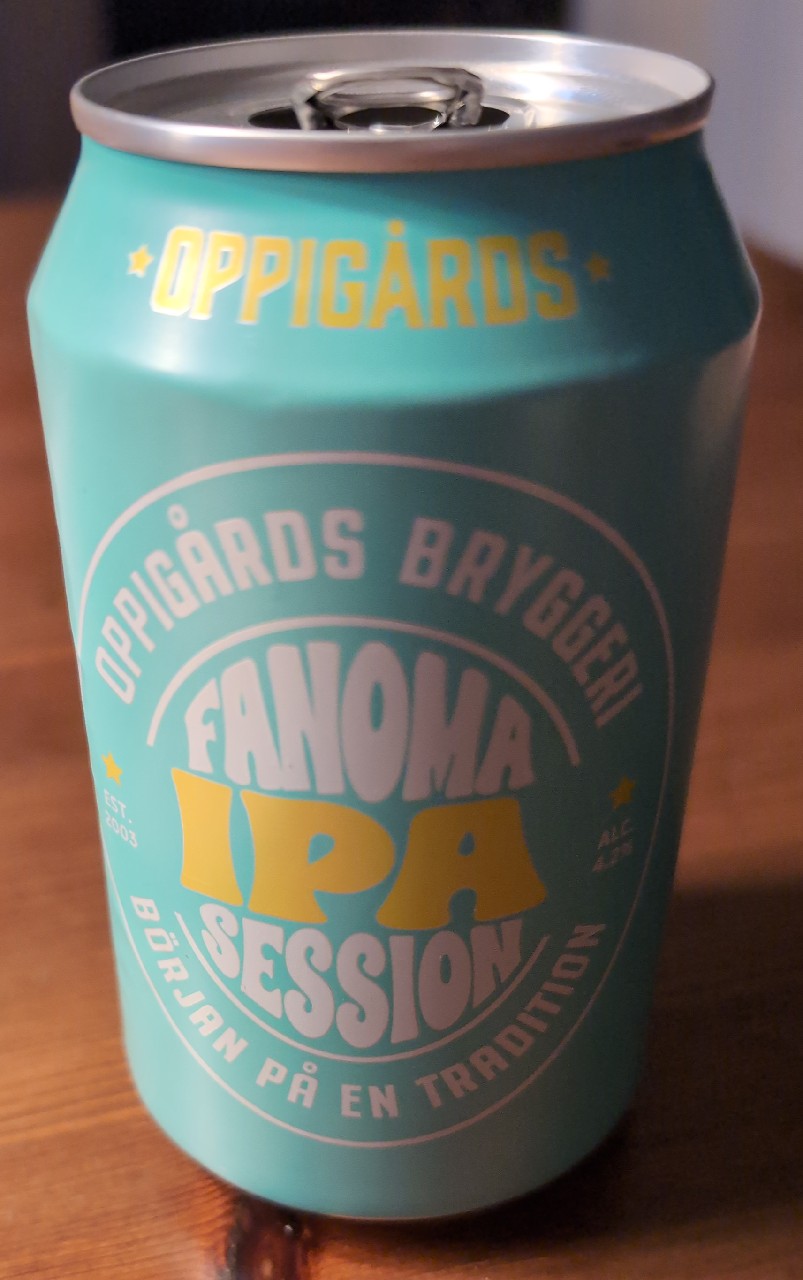 OPPIGÅRDS
OPPIGÅRDS BRYGGERI
FANOMA
IPA
SESSION
EST.
2003
ALC.
4.2%
BÖRJAN PÅ EN TRADITION